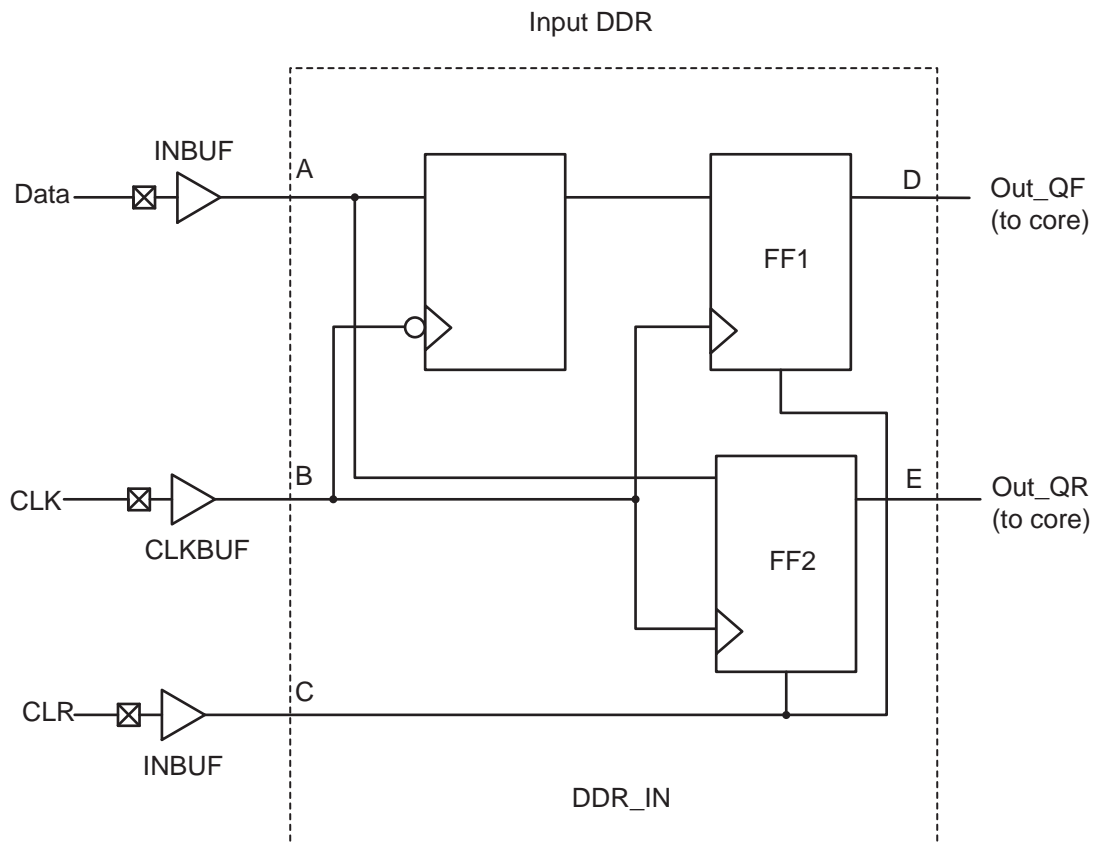 Input DDR
INBUF
A
Data
D
Out_QF
(to core)
FF1
B
CLK
CLKBUF
E
Out_QR
(to core)
FF2
C
CLR
INBUF
DDR_IN